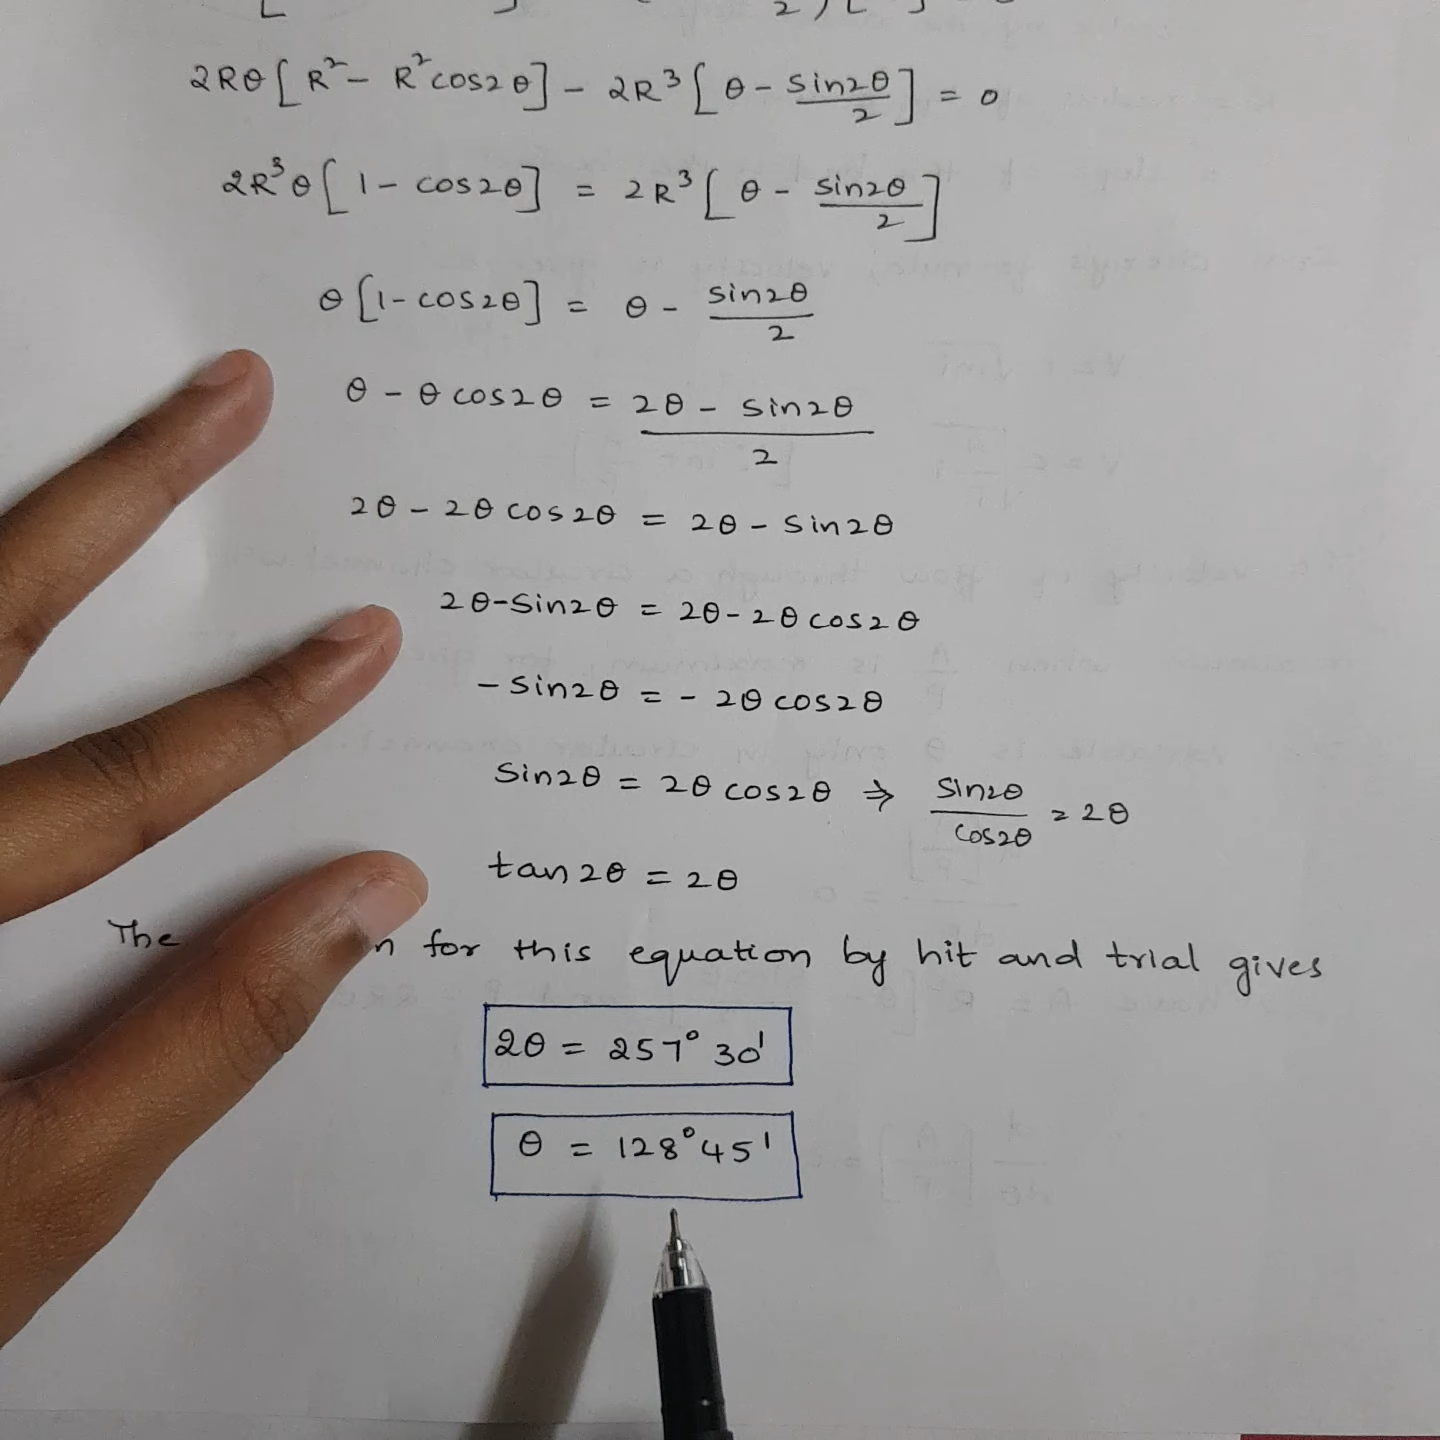 2Rθ[R² - R²cos2θ] - 2R³[θ - sin2θ/2] = 0
2R³θ[1 - cos2θ] = 2R³[θ - sin2θ/2]
θ[1 - cos2θ] = θ - sin2θ/2
θ - θcos2θ = 2θ - sin2θ/2
2θ - 2θcos2θ = 2θ - sin2θ
2θ - sin2θ = 2θ - 2θcos2θ
- sin2θ = - 2θcos2θ
sin2θ = 2θcos2θ ⇒ sin2θ/cos2θ = 2θ
tan2θ = 2θ
The for this equation by hit and trial gives
2θ = 257° 30'
θ = 128° 45'